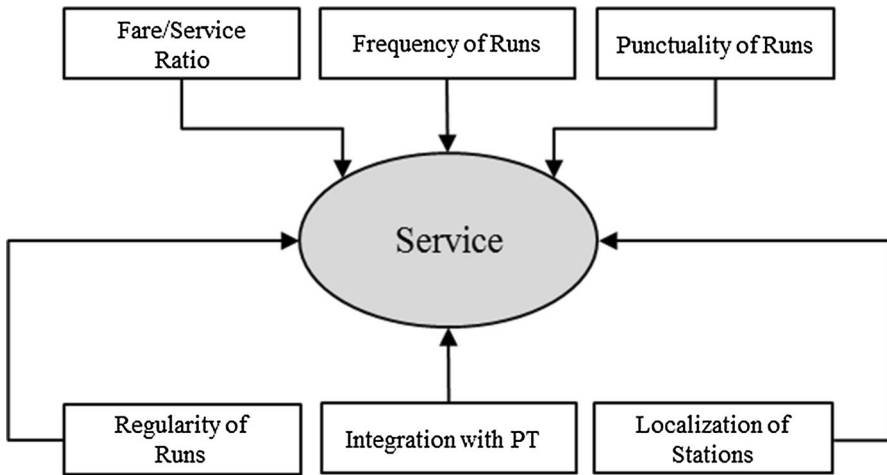 Fare/Service
Ratio
Frequency of Runs
Punctuality of Runs
Service
Regularity of
Runs
Integration with PT
Localization of
Stations